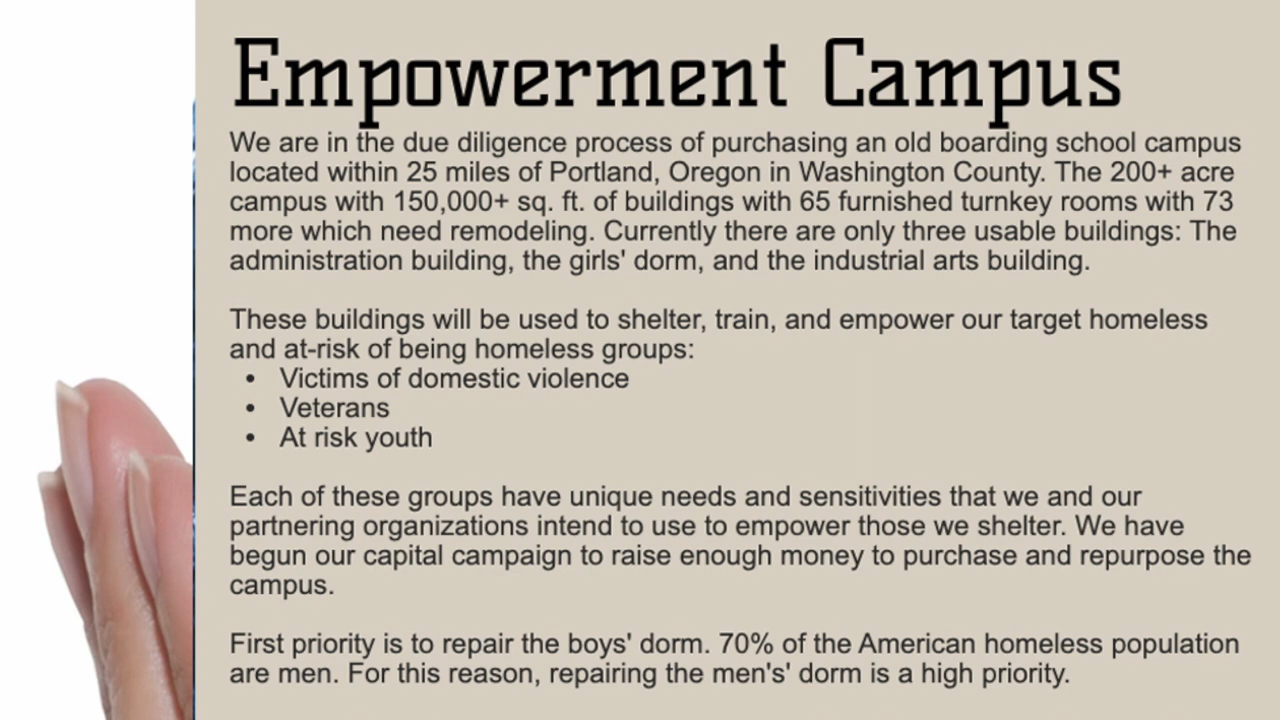 Empowerment Campus
We are in the due diligence process of purchasing an old boarding school campus
located within 25 miles of Portland, Oregon in Washington County. The 200+ acre
campus with 150,000+ sq. ft. of buildings with 65 furnished turnkey rooms with 73
more which need remodeling. Currently there are only three usable buildings: The
administration building, the girls' dorm, and the industrial arts building.
These buildings will be used to shelter, train, and empower our target homeless
and at-risk of being homeless groups:
• Victims of domestic violence
• Veterans
• At risk youth
Each of these groups have unique needs and sensitivities that we and our
partnering organizations intend to use to empower those we shelter. We have
begun our capital campaign to raise enough money to purchase and repurpose the
campus.
First priority is to repair the boys' dorm. 70% of the American homeless population
are men. For this reason, repairing the men's' dorm is a high priority.